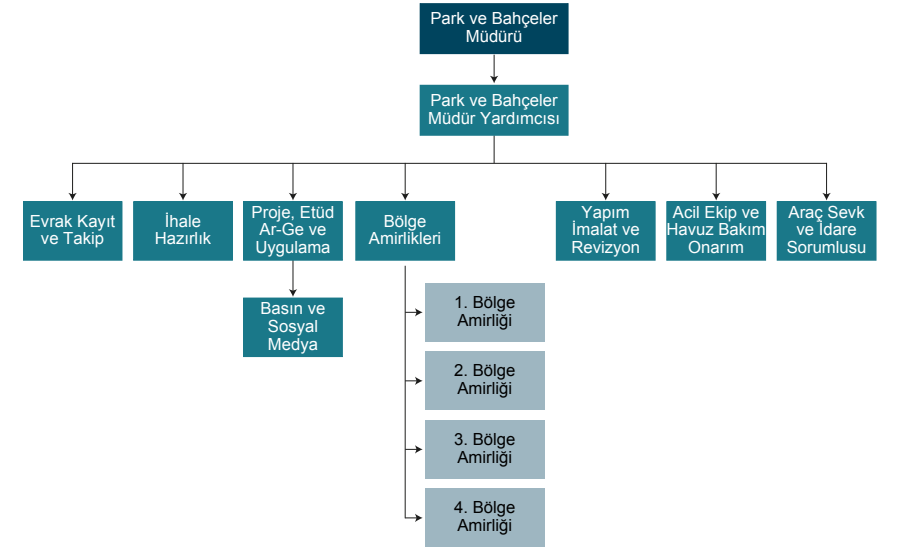 Park ve Bahçeler
Müdürü
Park ve Bahçeler
Müdür Yardımcısı
Evrak Kayıt
ve Takip
İhale
Hazırlık
Proje, Etüd
Ar-Ge ve
Uygulama
Bölge
Amirlikleri
Yapım
İmalat ve
Revizyon
Acil Ekip ve
Havuz Bakım
Onarım
Araç Sevk
ve İdare
Sorumlusu
Basın ve
Sosyal
Medya
1. Bölge
Amirliği
2. Bölge
Amirliği
3. Bölge
Amirliği
4. Bölge
Amirliği